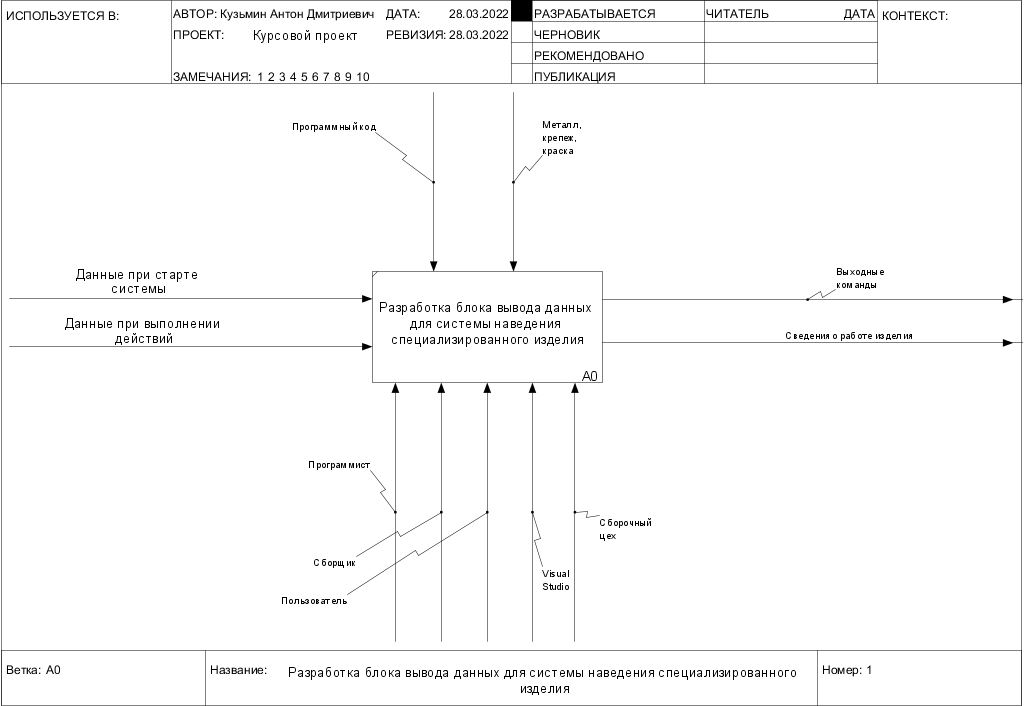 ИСПОЛЬЗУЕТСЯ В:
АВТОР: Кузьмин Антон Дмитриевич
ДАТА: 28.03.2022
РАЗРАБАТЫВАЕТСЯ
ЧИТАТЕЛЬ
ДАТА
КОНТЕКСТ:
ПРОЕКТ: Курсовой проект
РЕВИЗИЯ: 28.03.2022
ЧЕРНОВИК
РЕКОМЕНДОВАНО
ЗАМЕЧАНИЯ: 1 2 3 4 5 6 7 8 9 10
ПУБЛИКАЦИЯ
Программный код
Металл,
крепеж,
краска
Данные при старте
системы
Данные при выполнении
действий
Разработка блока вывода данных
для системы наведения
специализированного изделия
A0
Выходные
команды
Сведения о работе изделия
Программист
Сборщик
Пользователь
Visual
Studio
Сборочный
цех
Ветка: A0
Название:
Разработка блока вывода данных для системы наведения специализированного
изделия
Номер: 1